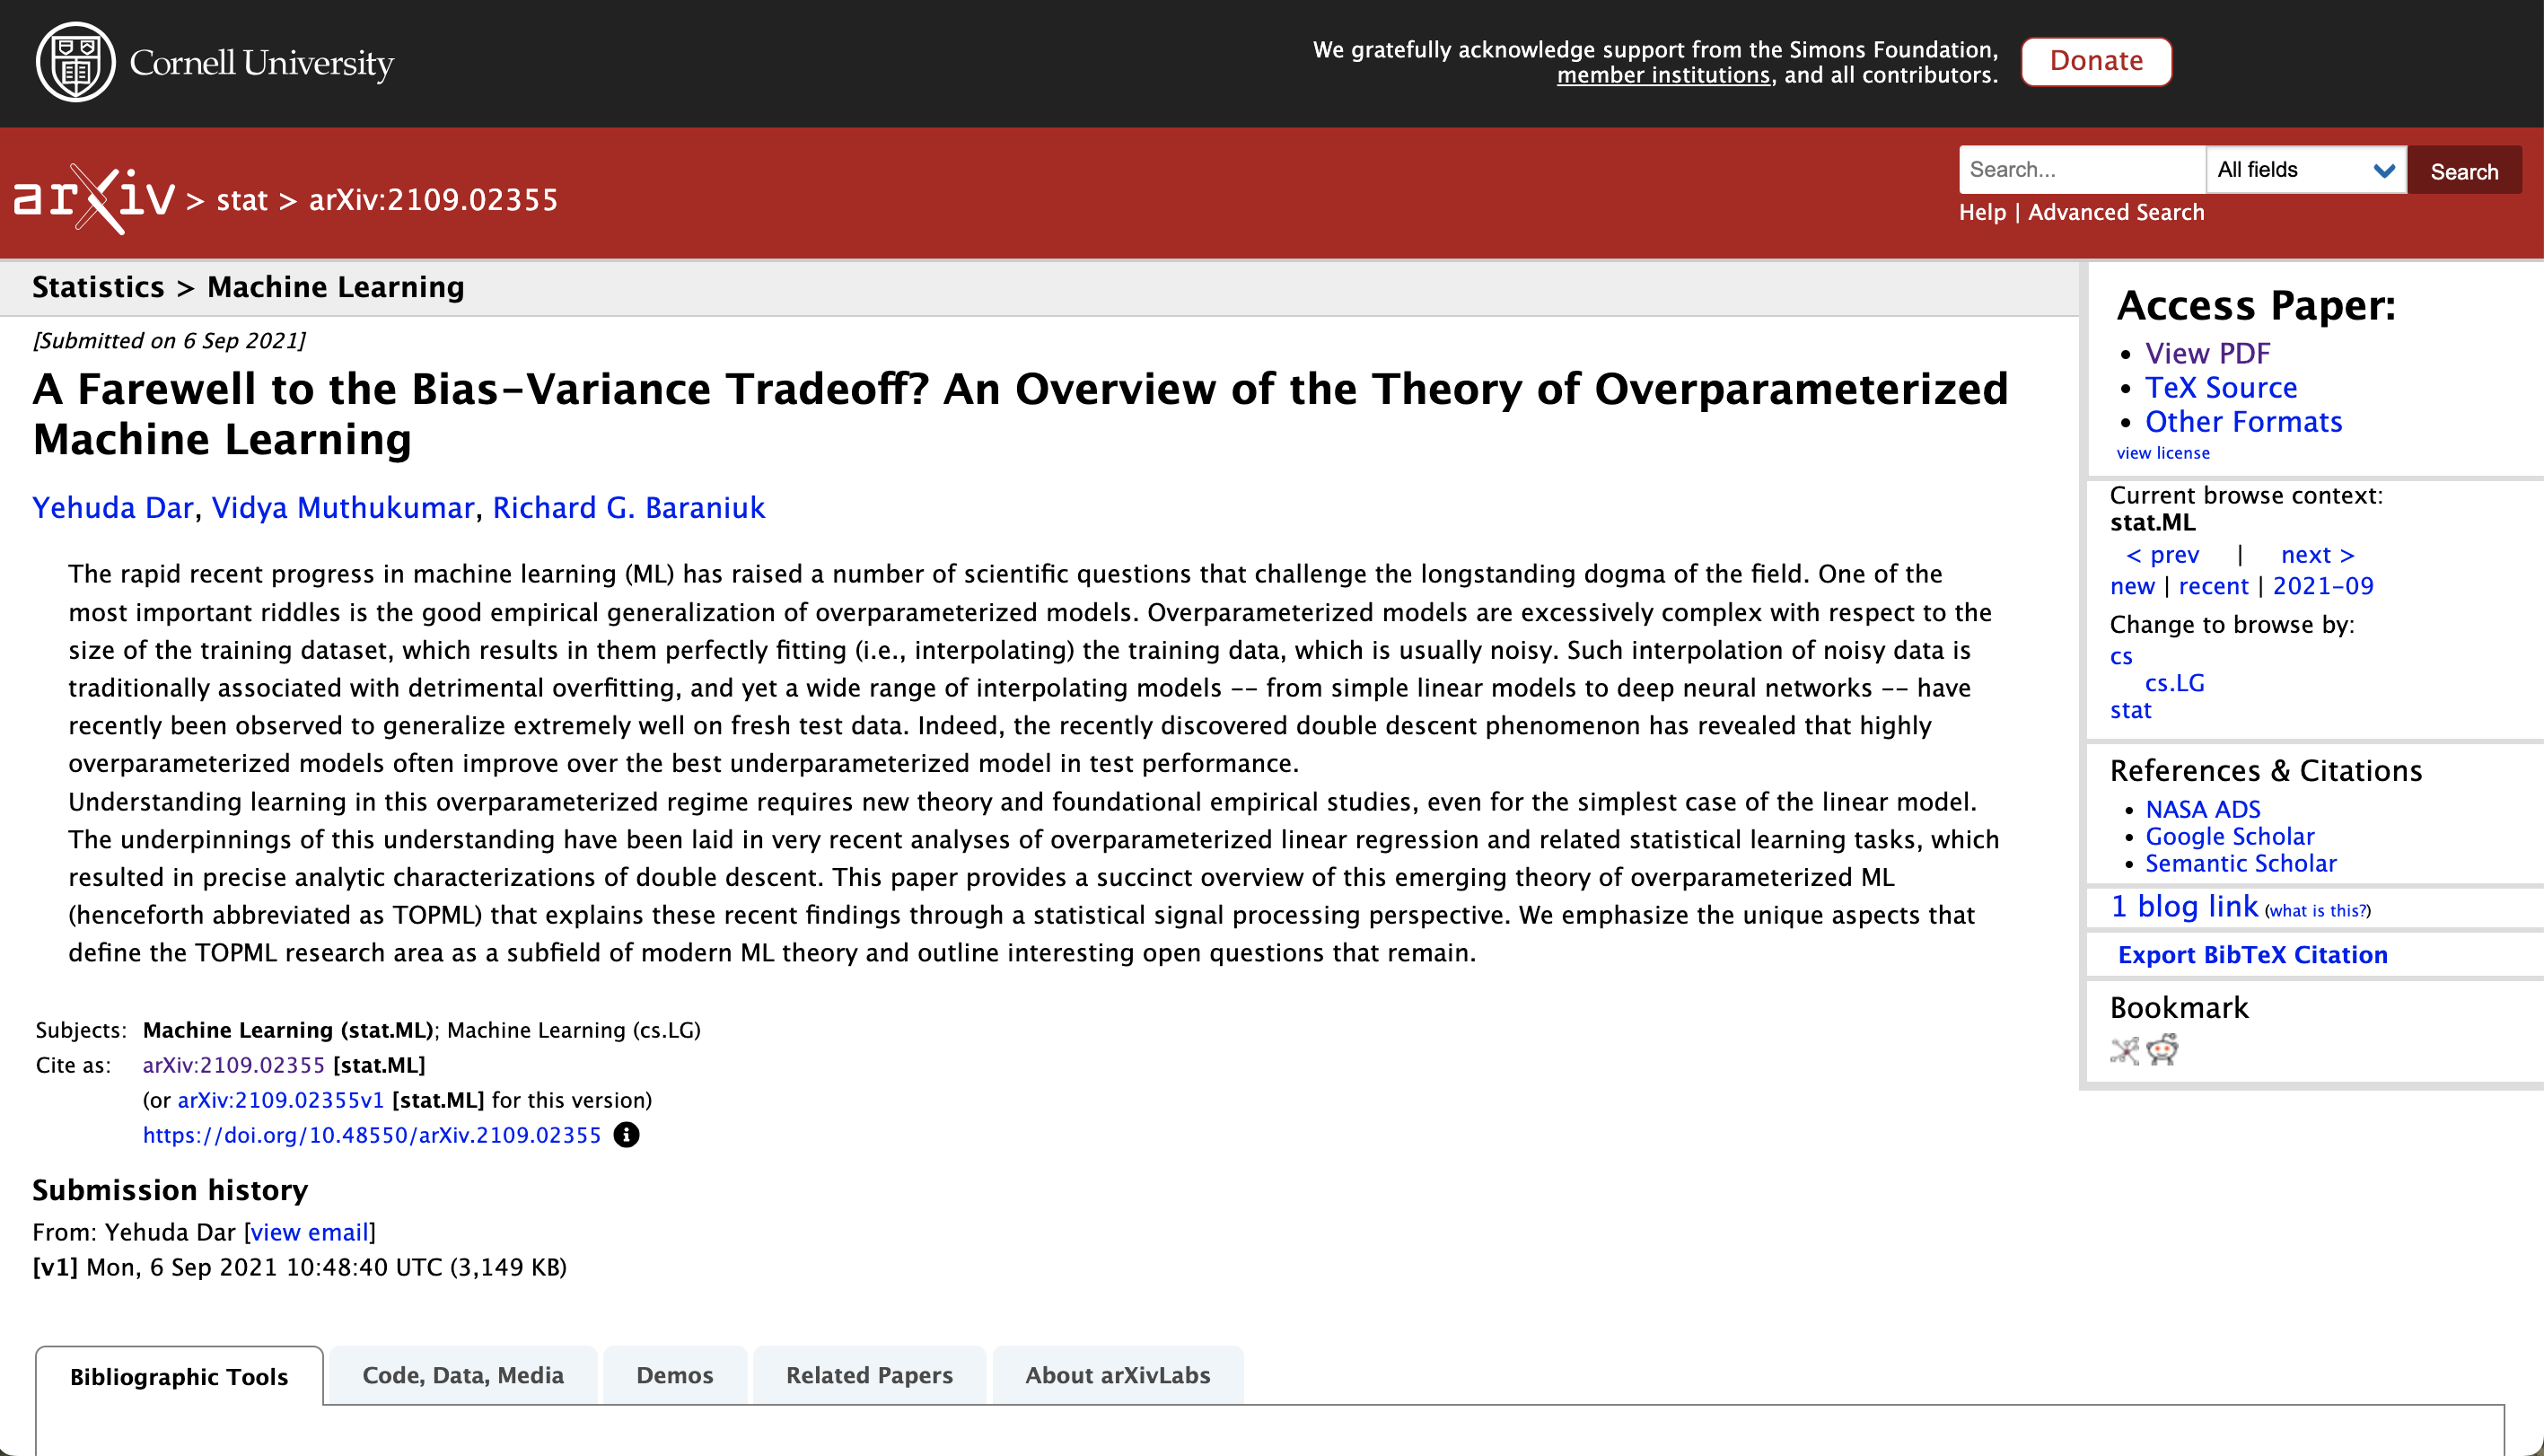 Cornell University
We gratefully acknowledge support from the Simons Foundation,
member institutions, and all contributors.
Donate
arXiv > stat > arXiv:2109.02355
Search...
All fields
Search
Help | Advanced Search
Statistics > Machine Learning
[Submitted on 6 Sep 2021]
A Farewell to the Bias-Variance Tradeoff? An Overview of the Theory of Overparameterized
Machine Learning
Yehuda Dar, Vidya Muthukumar, Richard G. Baraniuk
The rapid recent progress in machine learning (ML) has raised a number of scientific questions that challenge the longstanding dogma of the field. One of the
most important riddles is the good empirical generalization of overparameterized models. Overparameterized models are excessively complex with respect to the
size of the training dataset, which results in them perfectly fitting (i.e., interpolating) the training data, which is usually noisy. Such interpolation of noisy data is
traditionally associated with detrimental overfitting, and yet a wide range of interpolating models -- from simple linear models to deep neural networks -- have
recently been observed to generalize extremely well on fresh test data. Indeed, the recently discovered double descent phenomenon has revealed that highly
overparameterized models often improve over the best underparameterized model in test performance.
Understanding learning in this overparameterized regime requires new theory and foundational empirical studies, even for the simplest case of the linear model.
The underpinnings of this understanding have been laid in very recent analyses of overparameterized linear regression and related statistical learning tasks, which
resulted in precise analytic characterizations of double descent. This paper provides a succinct overview of this emerging theory of overparameterized ML
(henceforth abbreviated as TOPML) that explains these recent findings through a statistical signal processing perspective. We emphasize the unique aspects that
define the TOPML research area as a subfield of modern ML theory and outline interesting open questions that remain.
Subjects: Machine Learning (stat.ML); Machine Learning (cs.LG)
Cite as: arXiv:2109.02355 [stat.ML]
(or arXiv:2109.02355v1 [stat.ML] for this version)
https://doi.org/10.48550/arXiv.2109.02355
Submission history
From: Yehuda Dar [view email]
[v1] Mon, 6 Sep 2021 10:48:40 UTC (3,149 KB)
Bibliographic Tools
Code, Data, Media
Demos
Related Papers
About arXivLabs
Access Paper:
View PDF
TeX Source
Other Formats
view license
Current browse context:
stat.ML
< prev | next >
new | recent | 2021-09
Change to browse by:
cs
cs.LG
stat
References & Citations
NASA ADS
Google Scholar
Semantic Scholar
1 blog link (what is this?)
Export BibTeX Citation
Bookmark